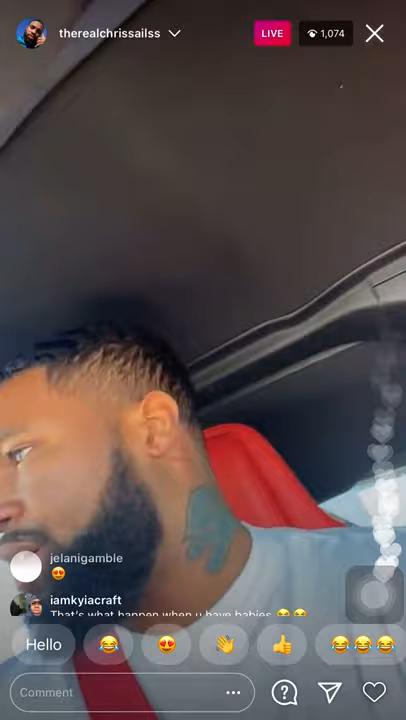 therealchrissailss
LIVE
1,074
jelanigamble
😍
iamkyiacraft
That's what happen when u have babies 😂😂
Hello 😂 😍 👋 👍 😂😂😂
Comment